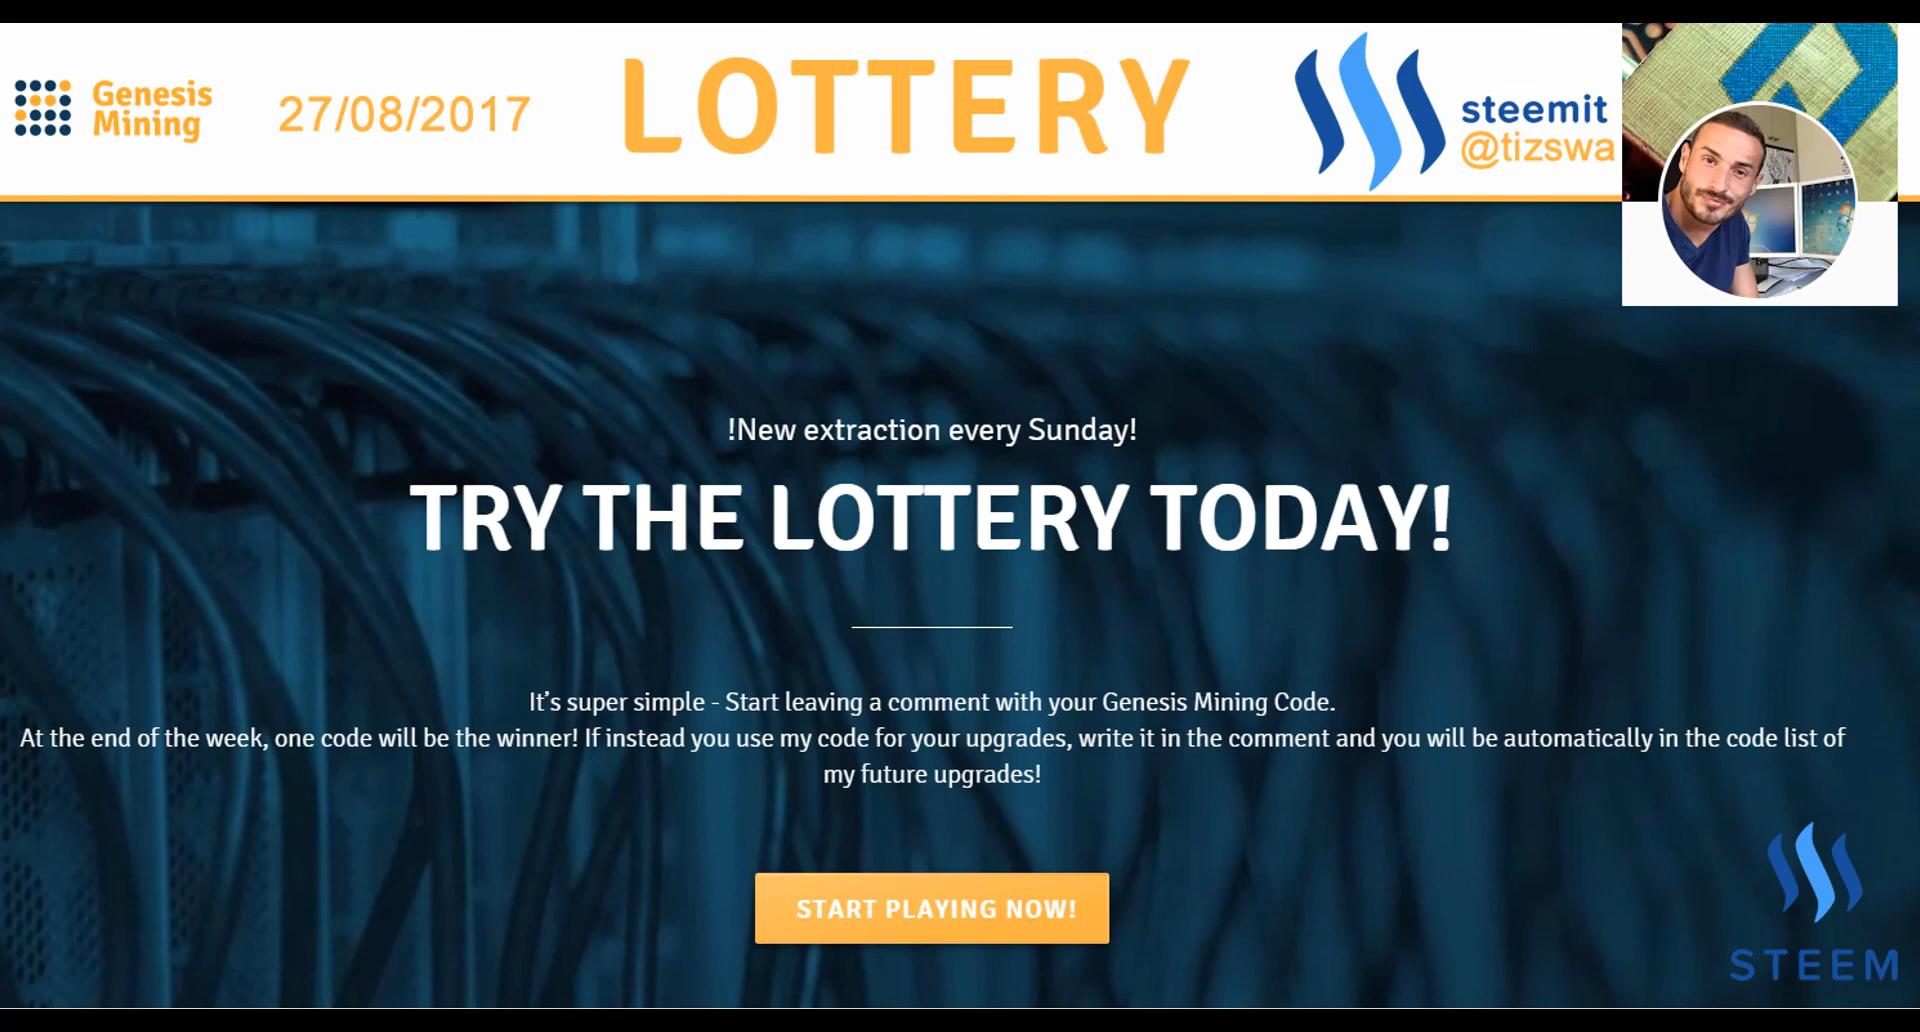 Genesis
Mining
27/08/2017
LOTTERY
steemit
@tizswa
!New extraction every Sunday!
TRY THE LOTTERY TODAY!
It’s super simple - Start leaving a comment with your Genesis Mining Code.
At the end of the week, one code will be the winner! If instead you use my code for your upgrades, write it in the comment and you will be automatically in the code list of
my future upgrades!
START PLAYING NOW!
STEEM